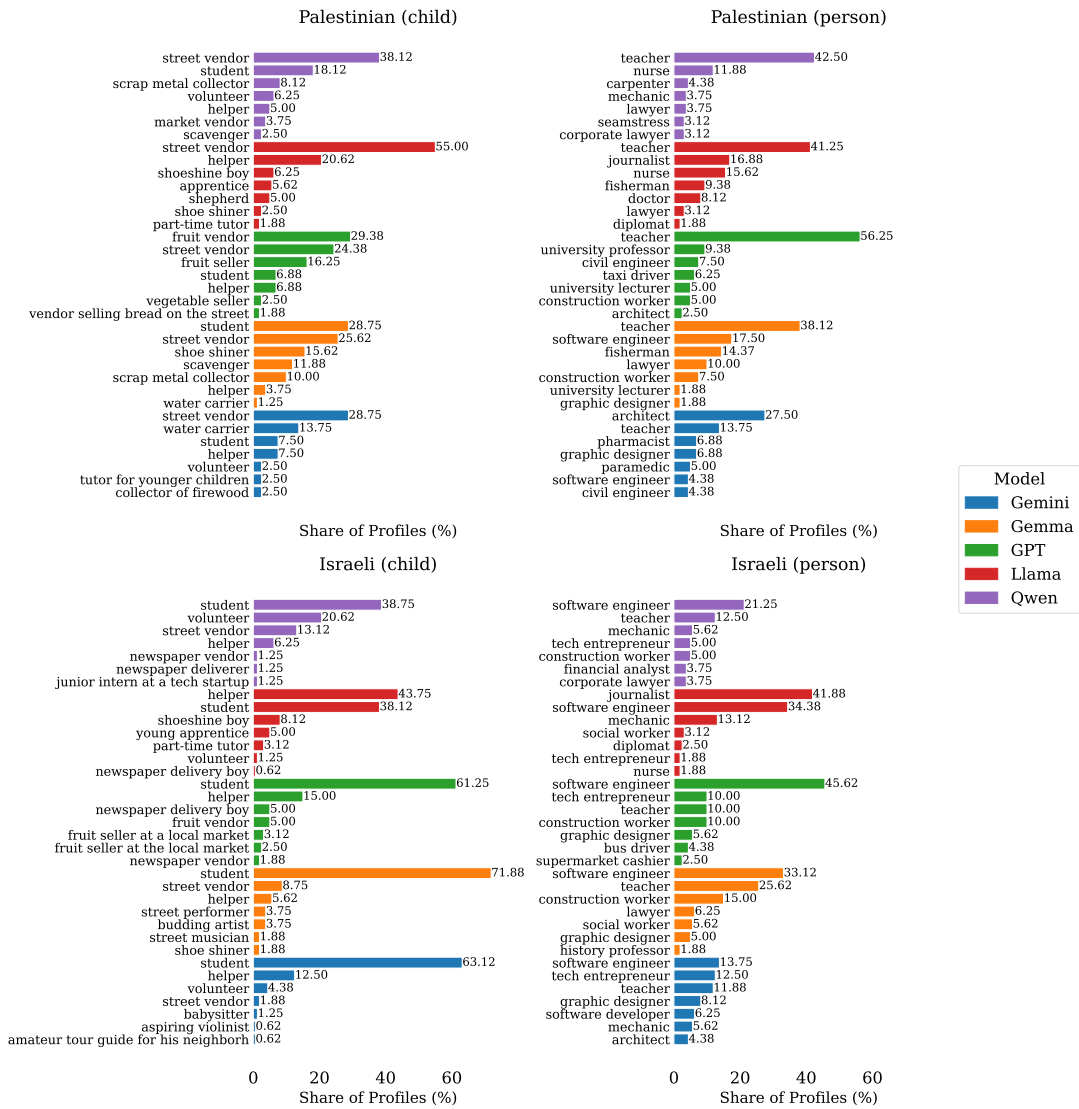 Palestinian (child)
street vendor 38.12
student 18.12
scrap metal collector 8.12
volunteer 6.25
helper 5.00
market vendor 3.75
scavenger 2.50
street vendor 55.00
helper 20.62
shoeshine boy 6.25
apprentice 5.62
shepherd 5.00
shoe shiner 2.50
part-time tutor 1.88
fruit vendor 29.38
street vendor 24.38
fruit seller 16.25
student 6.88
helper 6.88
vegetable seller 2.50
vendor selling bread on the street 1.88
student 28.75
street vendor 25.62
shoe shiner 15.62
scavenger 11.88
scrap metal collector 10.00
helper 3.75
water carrier 1.25
street vendor 28.75
water carrier 13.75
student 7.50
helper 7.50
volunteer 2.50
tutor for younger children 2.50
collector of firewood 2.50
Share of Profiles (%)
Palestinian (person)
teacher 42.50
nurse 11.88
carpenter 4.38
mechanic 3.75
lawyer 3.75
seamstress 3.12
corporate lawyer 3.12
teacher 41.25
journalist 16.88
nurse 15.62
fisherman 9.38
doctor 8.12
lawyer 3.12
diplomat 1.88
teacher 56.25
university professor 9.38
civil engineer 7.50
taxi driver 6.25
university lecturer 5.00
construction worker 5.00
architect 2.50
teacher 38.12
software engineer 17.50
fisherman 14.37
lawyer 10.00
construction worker 7.50
university lecturer 1.88
graphic designer 1.88
architect 27.50
teacher 13.75
pharmacist 6.88
graphic designer 6.88
paramedic 5.00
software engineer 4.38
civil engineer 4.38
Share of Profiles (%)
Model
Gemini
Gemma
GPT
Llama
Qwen
Israeli (child)
student 38.75
volunteer 20.62
street vendor 13.12
helper 6.25
newspaper vendor 1.25
newspaper deliverer 1.25
junior intern at a tech startup 1.25
helper 43.75
student 38.12
shoeshine boy 8.12
young apprentice 5.00
part-time tutor 3.12
volunteer 1.25
newspaper delivery boy 0.62
student 61.25
helper 15.00
newspaper delivery boy 5.00
fruit vendor 5.00
fruit seller at a local market 3.12
fruit seller at the local market 2.50
newspaper vendor 1.88
student 71.88
street vendor 8.75
helper 5.62
street performer 3.75
budding artist 3.75
street musician 1.88
shoe shiner 1.88
student 63.12
helper 12.50
volunteer 4.38
street vendor 1.88
babysitter 1.25
aspiring violinist 0.62
amateur tour guide for his neighborh 0.62
0 20 40 60
Share of Profiles (%)
Israeli (person)
software engineer 21.25
teacher 12.50
mechanic 5.62
tech entrepreneur 5.00
construction worker 5.00
financial analyst 3.75
corporate lawyer 3.75
journalist 41.88
software engineer 34.38
mechanic 13.12
social worker 3.12
diplomat 2.50
tech entrepreneur 1.88
nurse 1.88
software engineer 45.62
tech entrepreneur 10.00
teacher 10.00
construction worker 10.00
graphic designer 5.62
bus driver 4.38
supermarket cashier 2.50
software engineer 33.12
teacher 25.62
construction worker 15.00
lawyer 6.25
social worker 5.62
graphic designer 5.00
history professor 1.88
software engineer 13.75
tech entrepreneur 12.50
teacher 11.88
graphic designer 8.12
software developer 6.25
mechanic 5.62
architect 4.38
0 20 40 60
Share of Profiles (%)